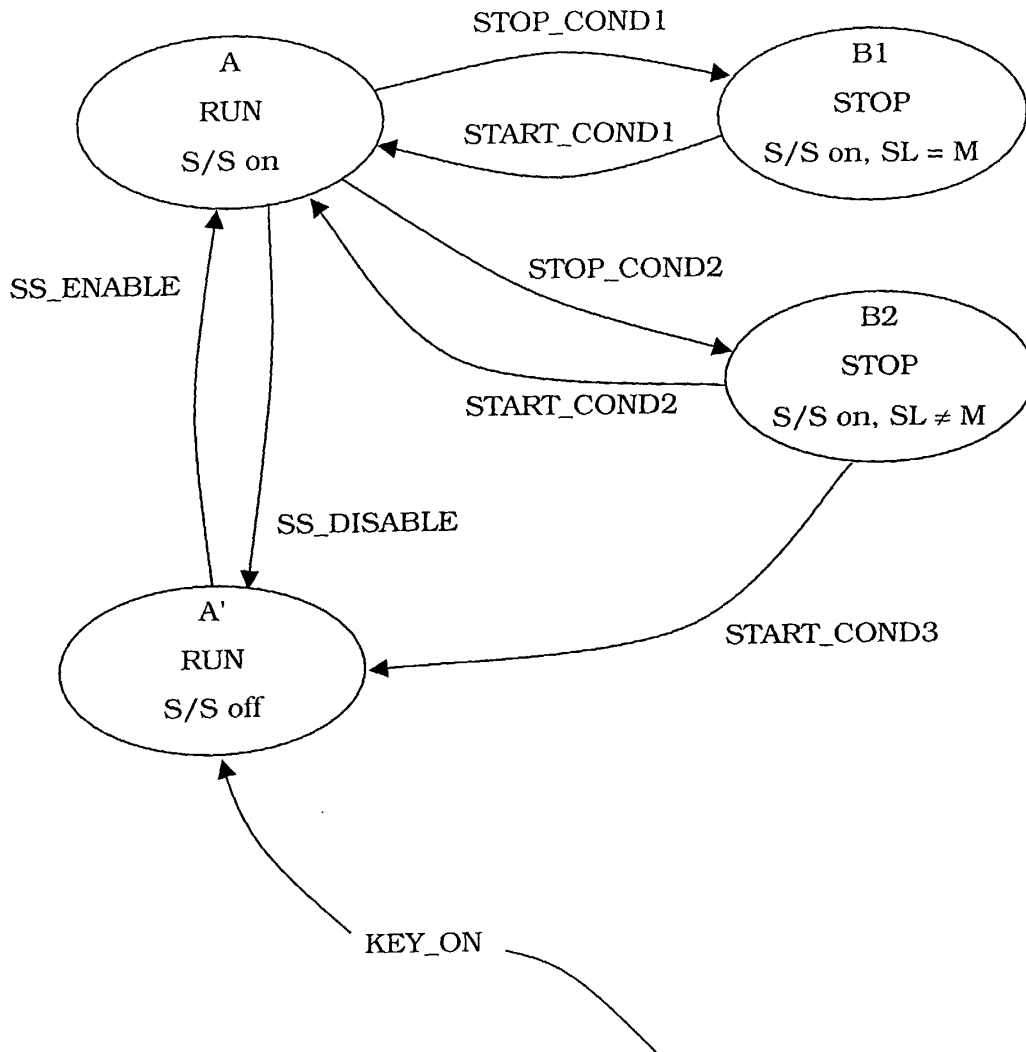 STOP_COND1
A
RUN
S/S on
B1
STOP
S/S on, SL = M
START_COND1
STOP_COND2
SS_ENABLE
B2
STOP
S/S on, SL ≠ M
START_COND2
SS_DISABLE
A'
RUN
S/S off
START_COND3
KEY_ON